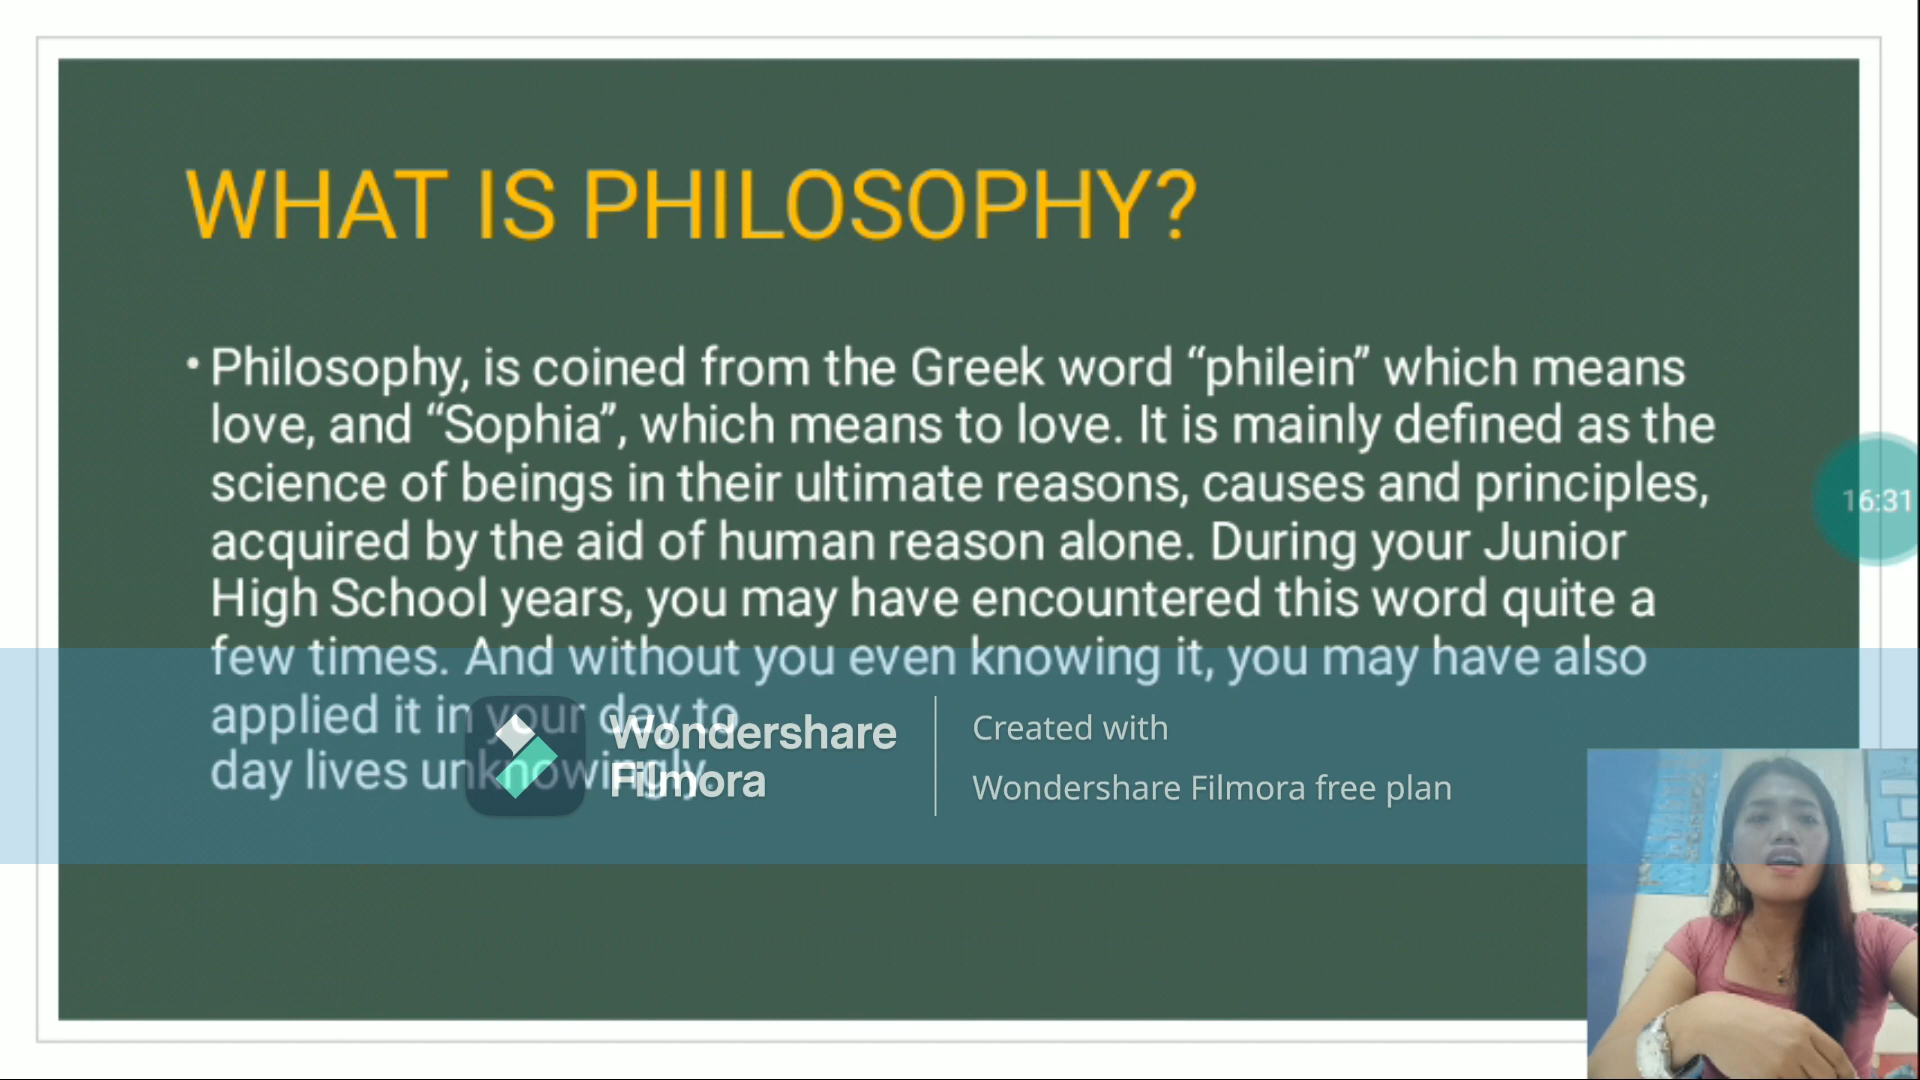 WHAT IS PHILOSOPHY?
• Philosophy, is coined from the Greek word “philein” which means
love, and “Sophia”, which means to love. It is mainly defined as the
science of beings in their ultimate reasons, causes and principles,
acquired by the aid of human reason alone. During your Junior
High School years, you may have encountered this word quite a
few times. And without you even knowing it, you may have also
applied it in your day to
day lives unknowingly.
Wondershare
Filmora
Created with
Wondershare Filmora free plan
16:31